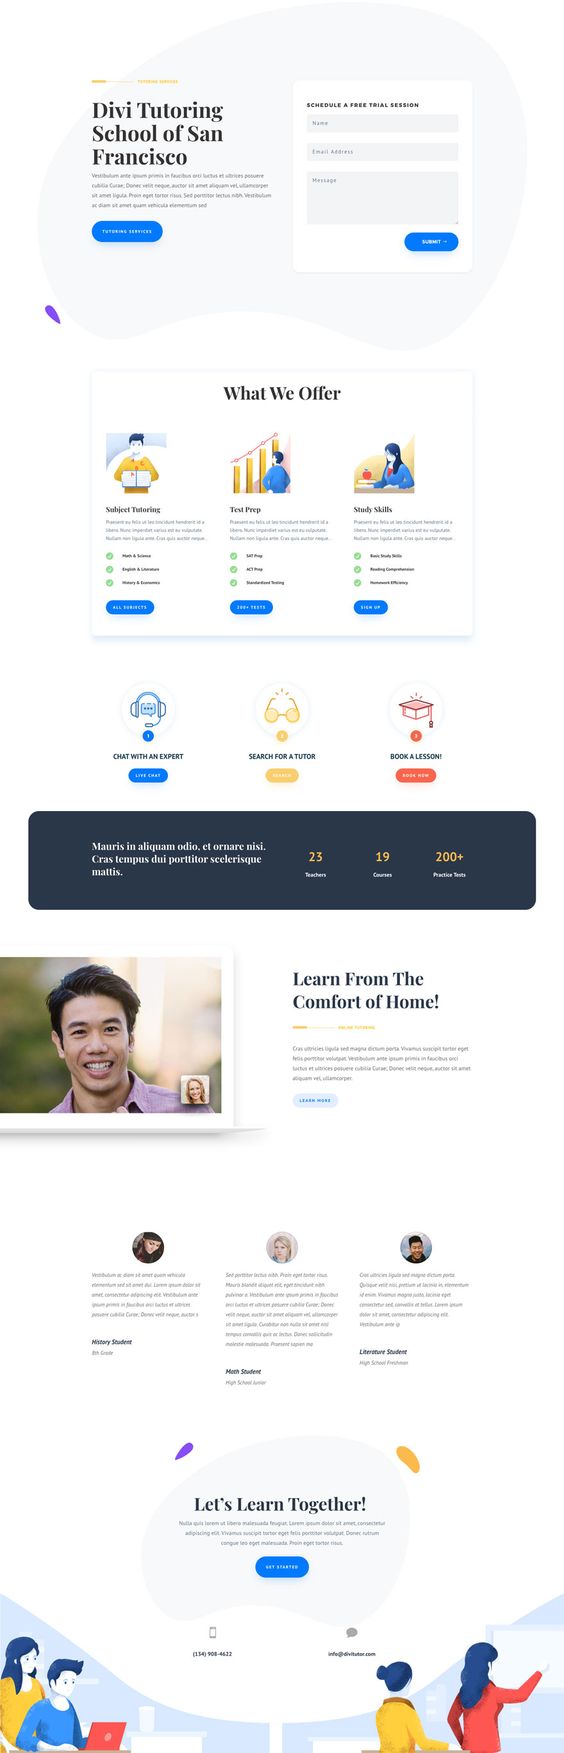 TUTORING SERVICES
Divi Tutoring
School of San
Francisco
Vestibulum ante ipsum primis in faucibus orci luctus et ultrices posuere
cubilia Curae; Donec velit neque, auctor sit amet aliquam vel, ullamcorper
sit amet ligula. Proin eget tortor risus. Sed porttitor lectus nibh. Vestibulum
ac diam sit amet quam vehicula elementum sed
TUTORING SERVICES
SCHEDULE A FREE TRIAL SESSION
Name
Email Address
Message
SUBMIT →
What We Offer
Subject Tutoring
Praesent eu felis ut leo tincidunt hendrerit id a
libero. Nunc imperdiet varius est eu vulputate.
Nullam non ligula ante. Cras quis auctor neque.
Math & Science
English & Literature
History & Economics
ALL SUBJECTS
Test Prep
Praesent eu felis ut leo tincidunt hendrerit id a
libero. Nunc imperdiet varius est eu vulputate.
Nullam non ligula ante. Cras quis auctor neque.
SAT Prep
ACT Prep
Standardized Testing
200+ TESTS
Study Skills
Praesent eu felis ut leo tincidunt hendrerit id a
libero. Nunc imperdiet varius est eu vulputate.
Nullam non ligula ante. Cras quis auctor neque.
Basic Study Skills
Reading Comprehension
Homework Efficiency
SIGN UP
1
CHAT WITH AN EXPERT
LIVE CHAT
2
SEARCH FOR A TUTOR
SEARCH
3
BOOK A LESSON!
BOOK NOW
Mauris in aliquam odio, et ornare nisi.
Cras tempus dui porttitor scelerisque
mattis.
23
Teachers
19
Courses
200+
Practice Tests
Learn From The
Comfort of Home!
ONLINE TUTORING
Cras ultricies ligula sed magna dictum porta. Vivamus suscipit tortor eget
felis porttitor volutpat. Vestibulum ante ipsum primis in faucibus orci
luctus et ultrices posuere cubilia Curae; Donec velit neque, auctor sit amet
aliquam vel, ullamcorper.
LEARN MORE
Vestibulum ac diam sit amet quam vehicula
elementum sed sit amet dui. Lorem ipsum dolor sit
amet, consectetur adipiscing elit. Vestibulum ante
ipsum primis in faucibus orci luctus et ultrices
posuere cubilia Curae; Donec velit neque, auctor s
History Student
8th Grade
Sed porttitor lectus nibh. Proin eget tortor risus.
Mauris blandit aliquet elit, eget tincidunt nibh
pulvinar a. Vestibulum ante ipsum primis in faucibus
orci luctus et ultrices posuere cubilia Curae; Donec
velit neque, auctor sit amet aliquam vel, ullamcorper
sit amet ligula. Curabitur non nulla sit amet nisl
tempus convallis quis ac lectus. Donec sollicitudin
molestie malesuada. Praesent sapien ma
Math Student
High School Junior
Cras ultricies ligula sed magna dictum porta.
Quisque velit nisi, pretium ut lacinia in, elementum
id enim. Vivamus magna justo, lacinia eget
consectetur sed, convallis at tellus. Lorem ipsum
dolor sit amet, consectetur adipiscing elit.
Vestibulum ante ip
Literature Student
High School Freshman
Let's Learn Together!
Nulla quis lorem ut libero malesuada feugiat. Lorem ipsum dolor sit amet, consectetur
adipiscing elit. Vivamus suscipit tortor eget felis porttitor volutpat. Donec rutrum
congue leo eget malesuada. Proin eget tortor risus.
GET STARTED
(134) 908-4622
info@divitutor.com